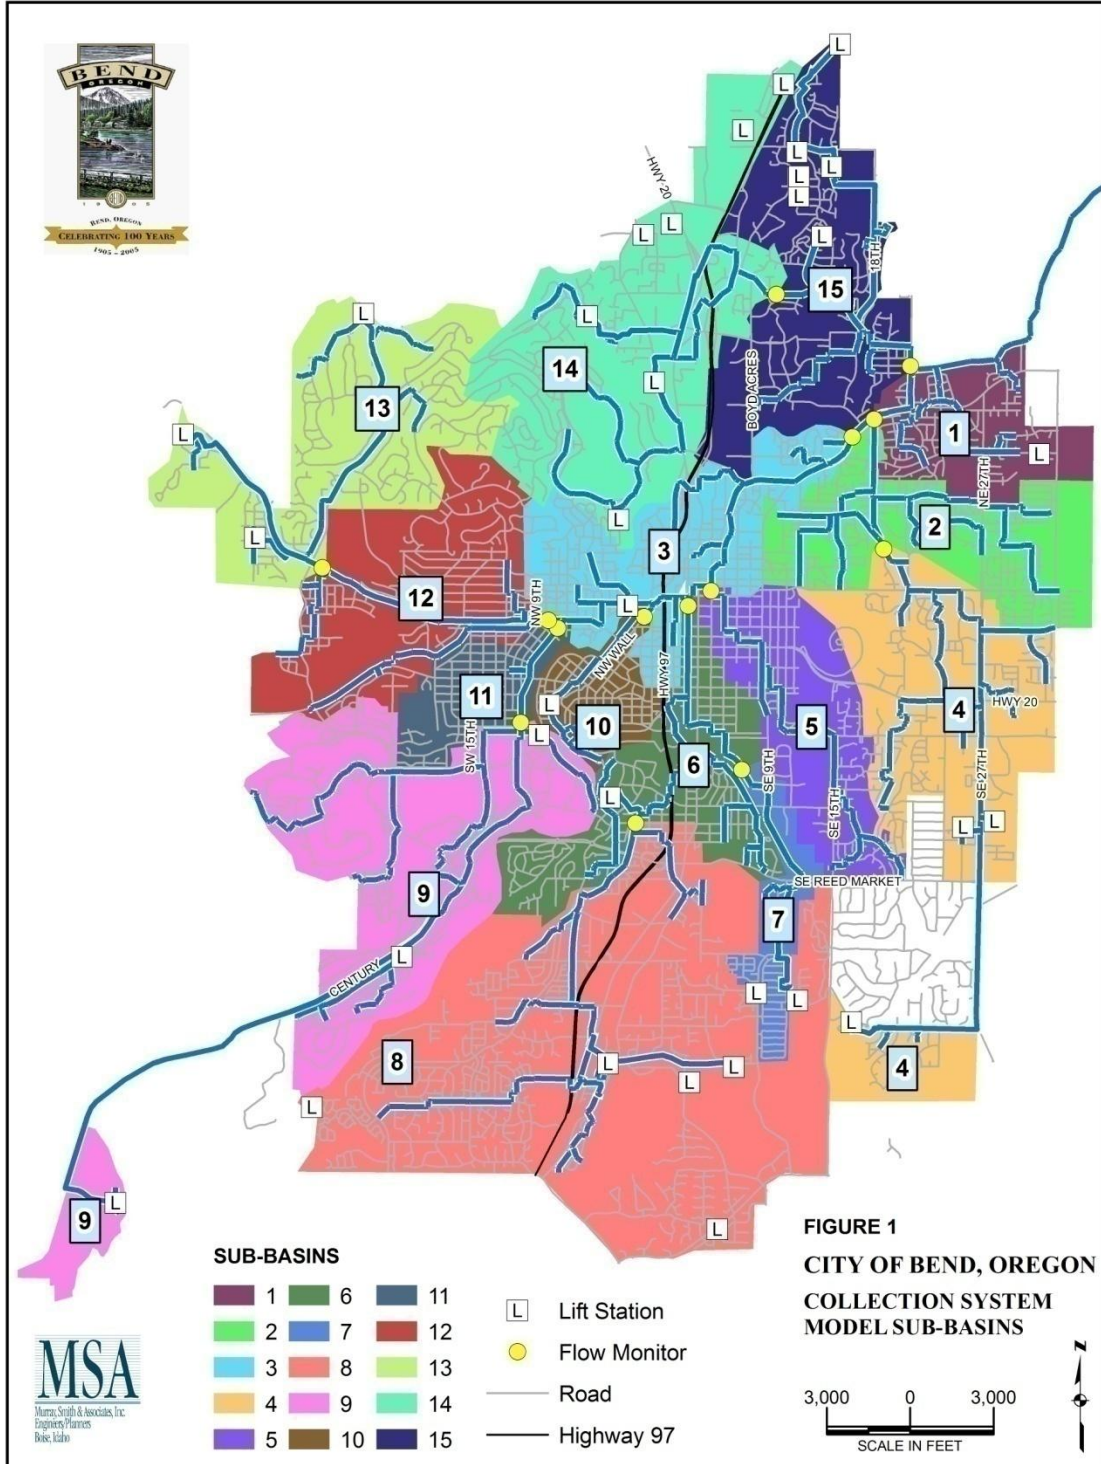 BEND
OREGON
1905
BEND, OREGON
CELEBRATING 100 YEARS
1905 - 2005
L
L
L
HWY 20
L
L
L
L
L
L
L
18TH
15
L
L
14
BOYD ACRES
L
13
L
1
L
NE 27TH
L
2
3
L
12
NW 9TH
L
NW WALL
HWY 97
11
L
10
5
4
HWY 20
L
SW 15TH
6
SE 9TH
SE 27TH
L
SE 15TH
L
L
SE REED MARKET
9
7
L
CENTURY
L
L
L
8
L
L
L
4
L
9
L
L
SUB-BASINS
1 6 11
2 7 12
3 8 13
4 9 14
5 10 15
L Lift Station
Flow Monitor
Road
Highway 97
FIGURE 1
CITY OF BEND, OREGON
COLLECTION SYSTEM
MODEL SUB-BASINS
3,000 0 3,000
SCALE IN FEET
MSA
Murray, Smith & Associates, Inc.
Engineers/Planners
Boise, Idaho